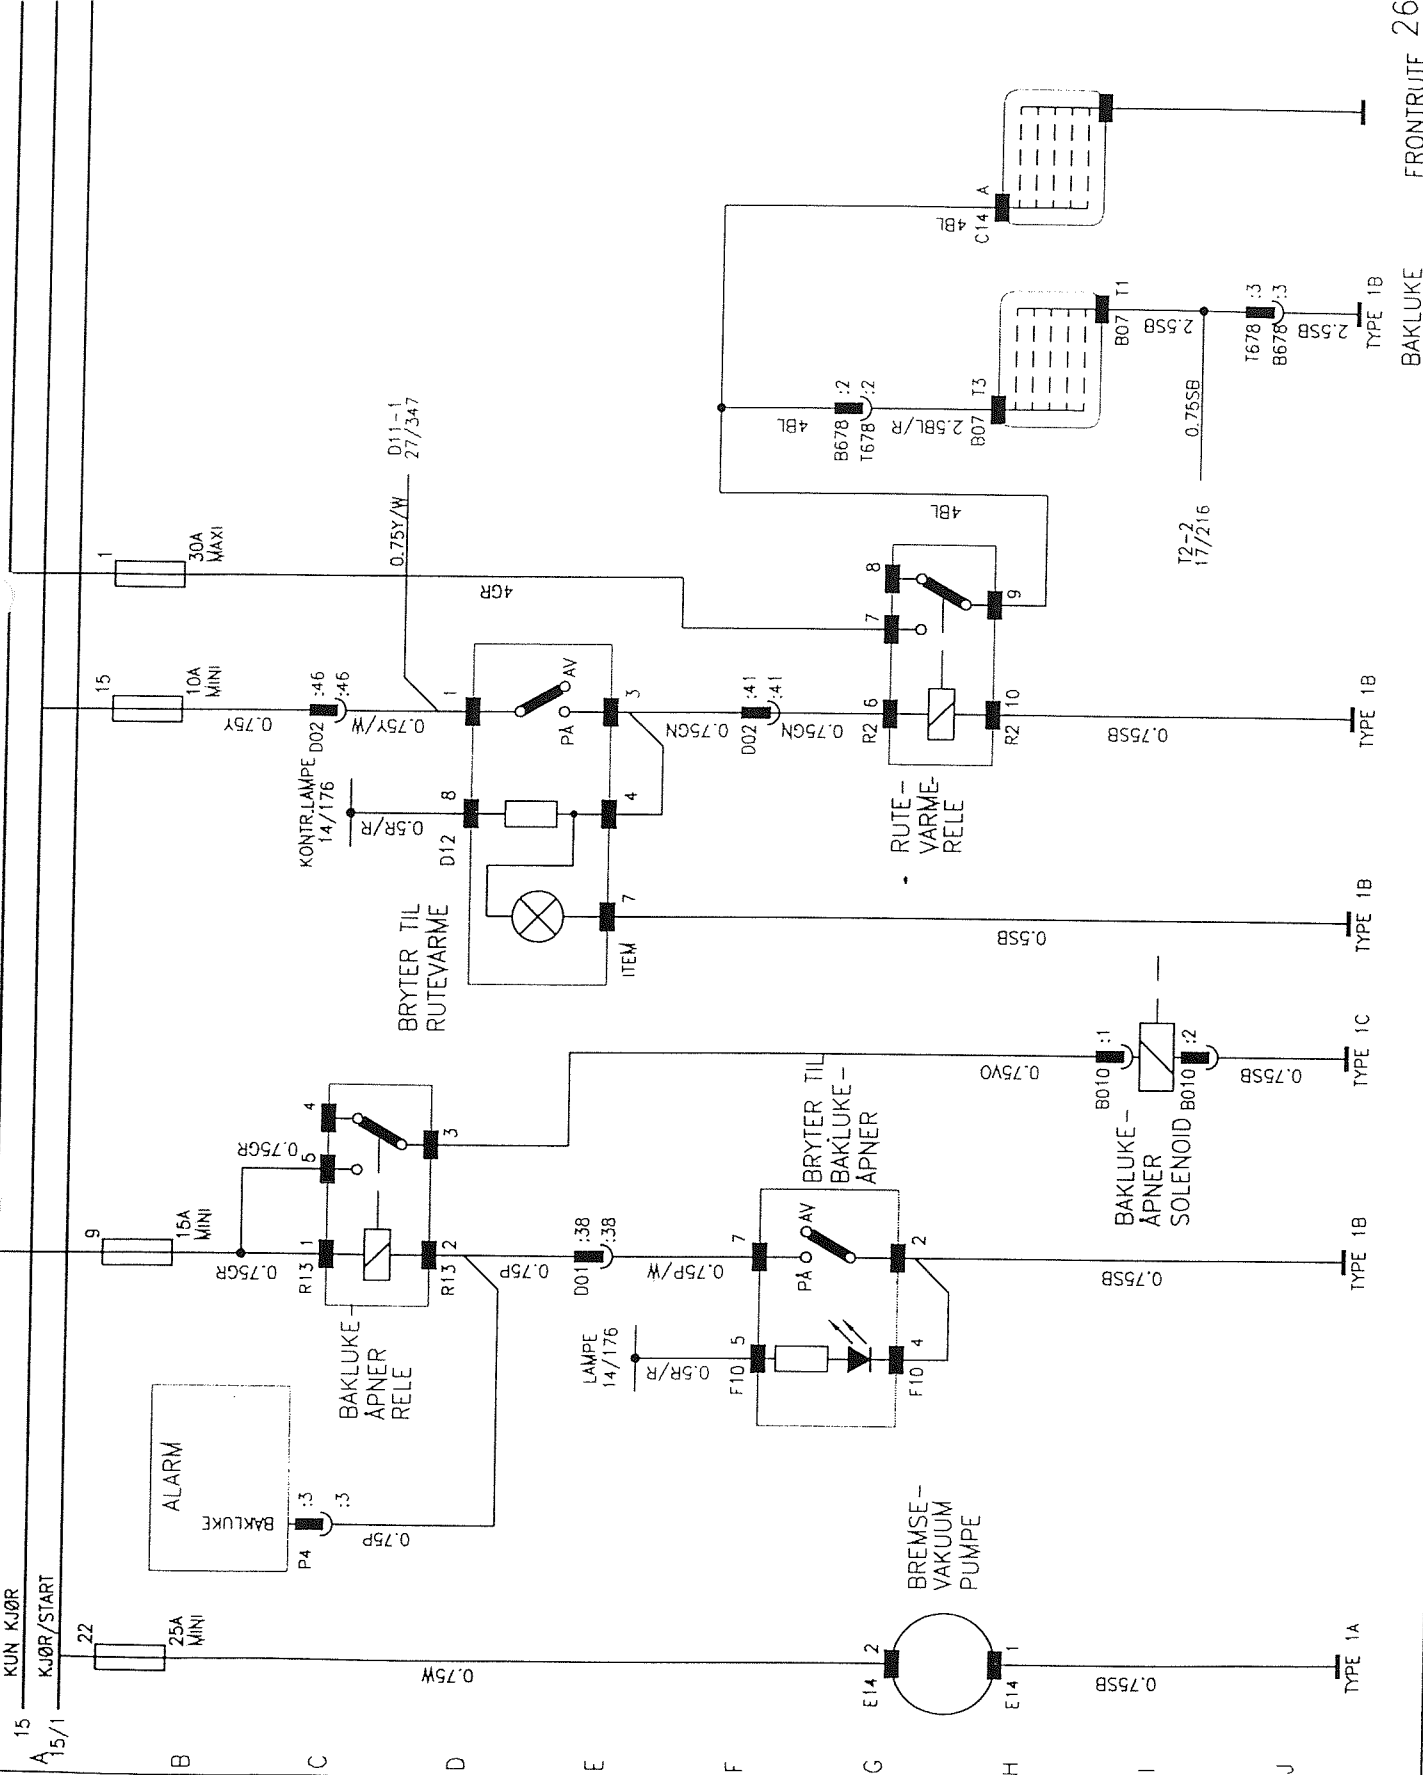 KUN KJØR
15
KJØR/START
15/1
A
B
C
D
E
F
G
H
I
J
22
25A
MINI
0.75W
E14
2
BREMSE-
VAKUUM
PUMPE
E14
1
0.75SB
TYPE 1A
ALARM
BAKLUKE
P4
:3
:3
0.75P
9
15A
MINI
0.75GR
0.75GR
R13
1
5
4
BAKLUKE-
ÅPNER
RELE
R13
2
3
0.75P
D01
:38
:38
0.75P/W
LAMPE
14/176
0.5R/R
F10
5
7
PÅ
AV
BRYTER TIL
BAKLUKE-
ÅPNER
F10
4
2
0.75SB
TYPE 1B
0.75VO
B010
:1
BAKLUKE-
ÅPNER
SOLENOID
B010
:2
0.75SB
TYPE 1C
15
10A
MINI
0.75Y
D02
:46
:46
0.75Y/W
KONTR.LAMPE
14/176
0.5R/R
D12
8
1
BRYTER TIL
RUTEVARME
PÅ
AV
ITEM
7
4
3
0.5SB
TYPE 1B
0.75GN
D02
:41
:41
0.75GN
R2
6
7
8
RUTE-
VARME-
RELE
R2
10
9
0.75SB
TYPE 1B
1
30A
MAXI
4GR
0.75Y/W
D11-1
27/347
4BL
4BL
B678
:2
T678
:2
2.5BL/R
B07
T3
B07
T1
2.5SB
T2-2
17/216
0.75SB
T678
:3
B678
:3
2.5SB
TYPE 1B
BAKLUKE
4BL
C14
A
FRONTRUTE
26